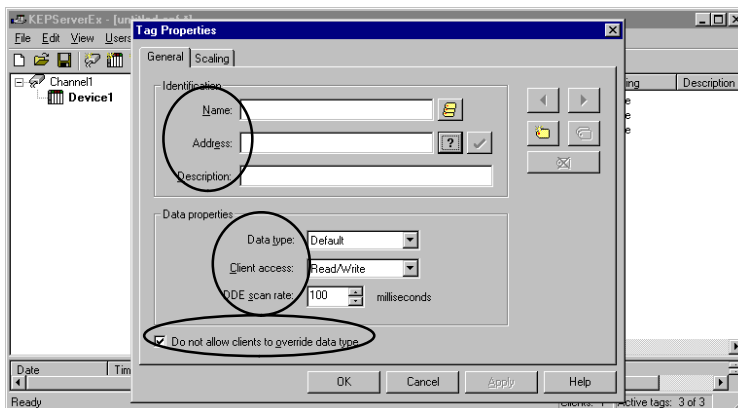 KEPServerEx - [un
File Edit View Users
Tag Properties
General Scaling
Channel1
Device1
Identification
Name:
Address:
?
Description:
Data properties
Data type: Default
Client access: Read/Write
DDE scan rate: 100 milliseconds
Do not allow clients to override data type
OK Cancel Apply Help
ing Description
e
e
e
Date Tim
Ready
Active tags: 3 of 3